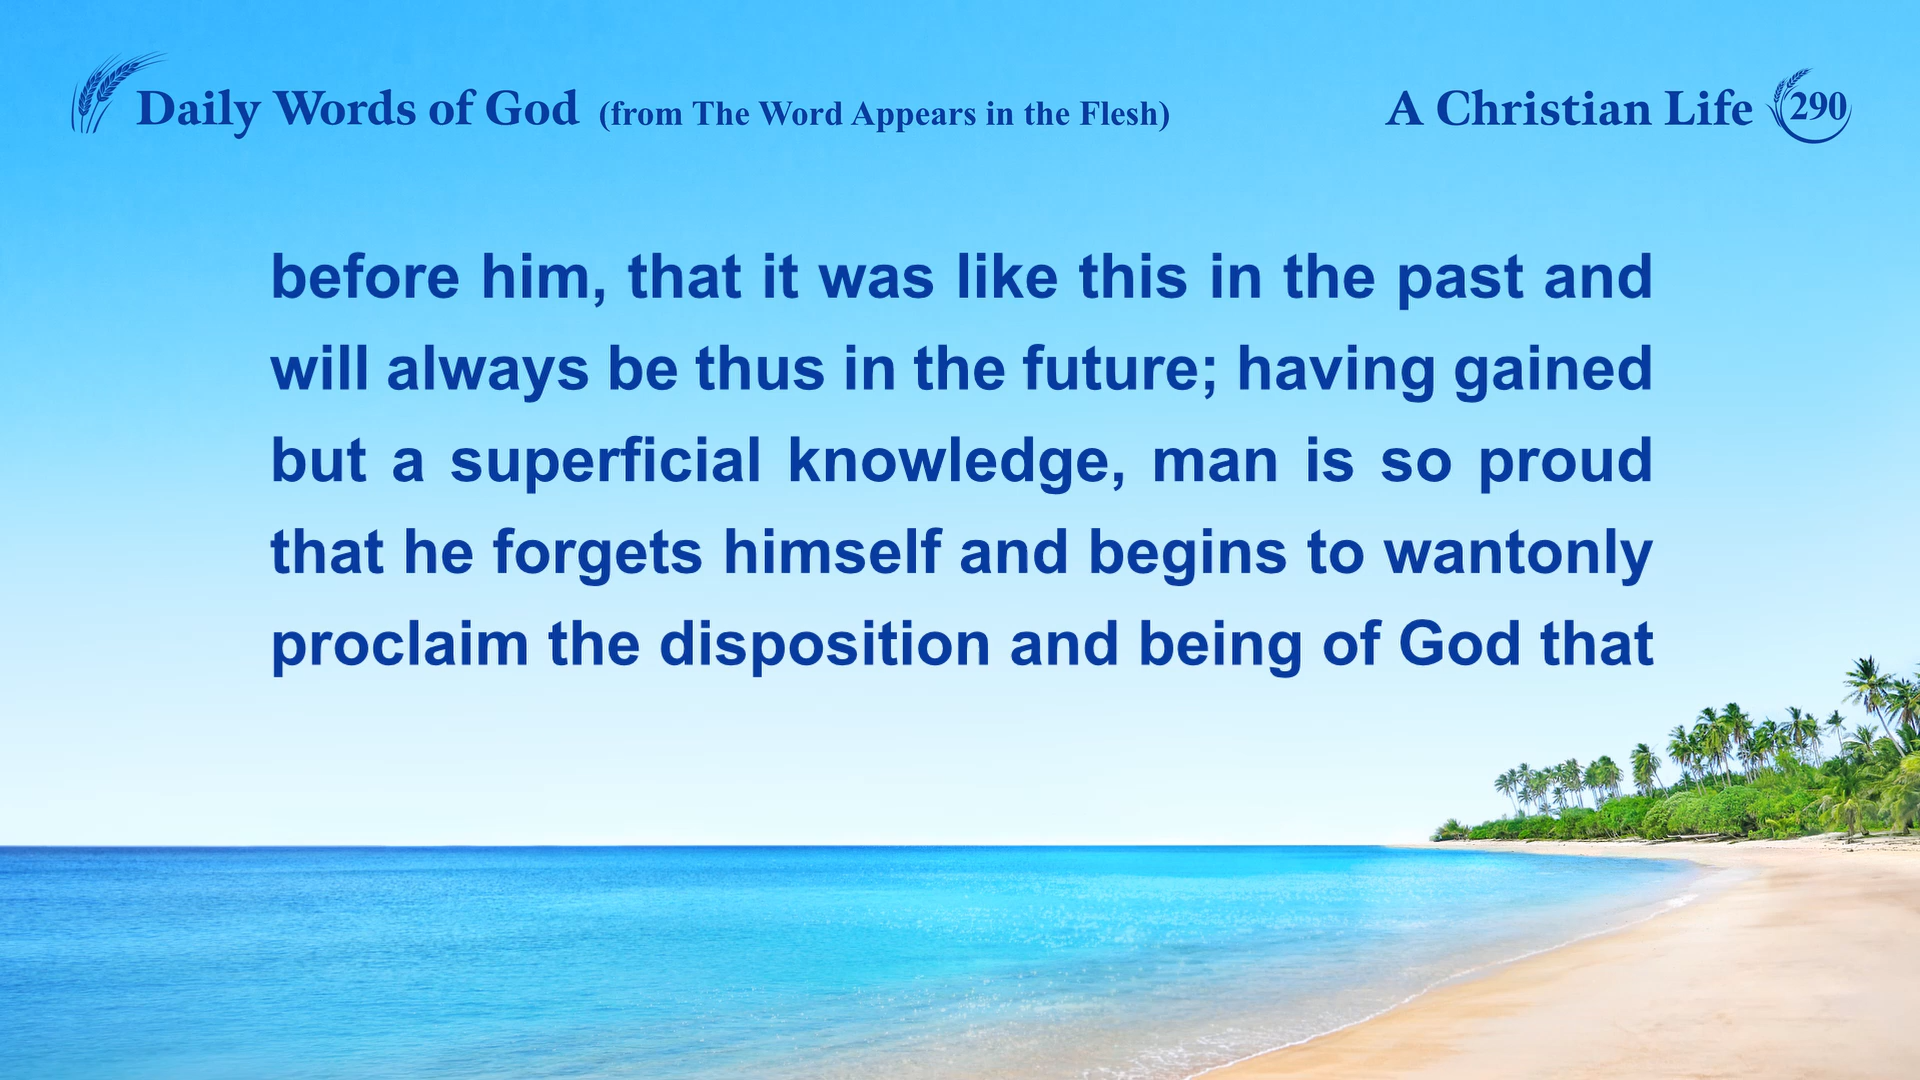 Daily Words of God (from The Word Appears in the Flesh)
A Christian Life 290
before him, that it was like this in the past and
will always be thus in the future; having gained
but a superficial knowledge, man is so proud
that he forgets himself and begins to wantonly
proclaim the disposition and being of God that